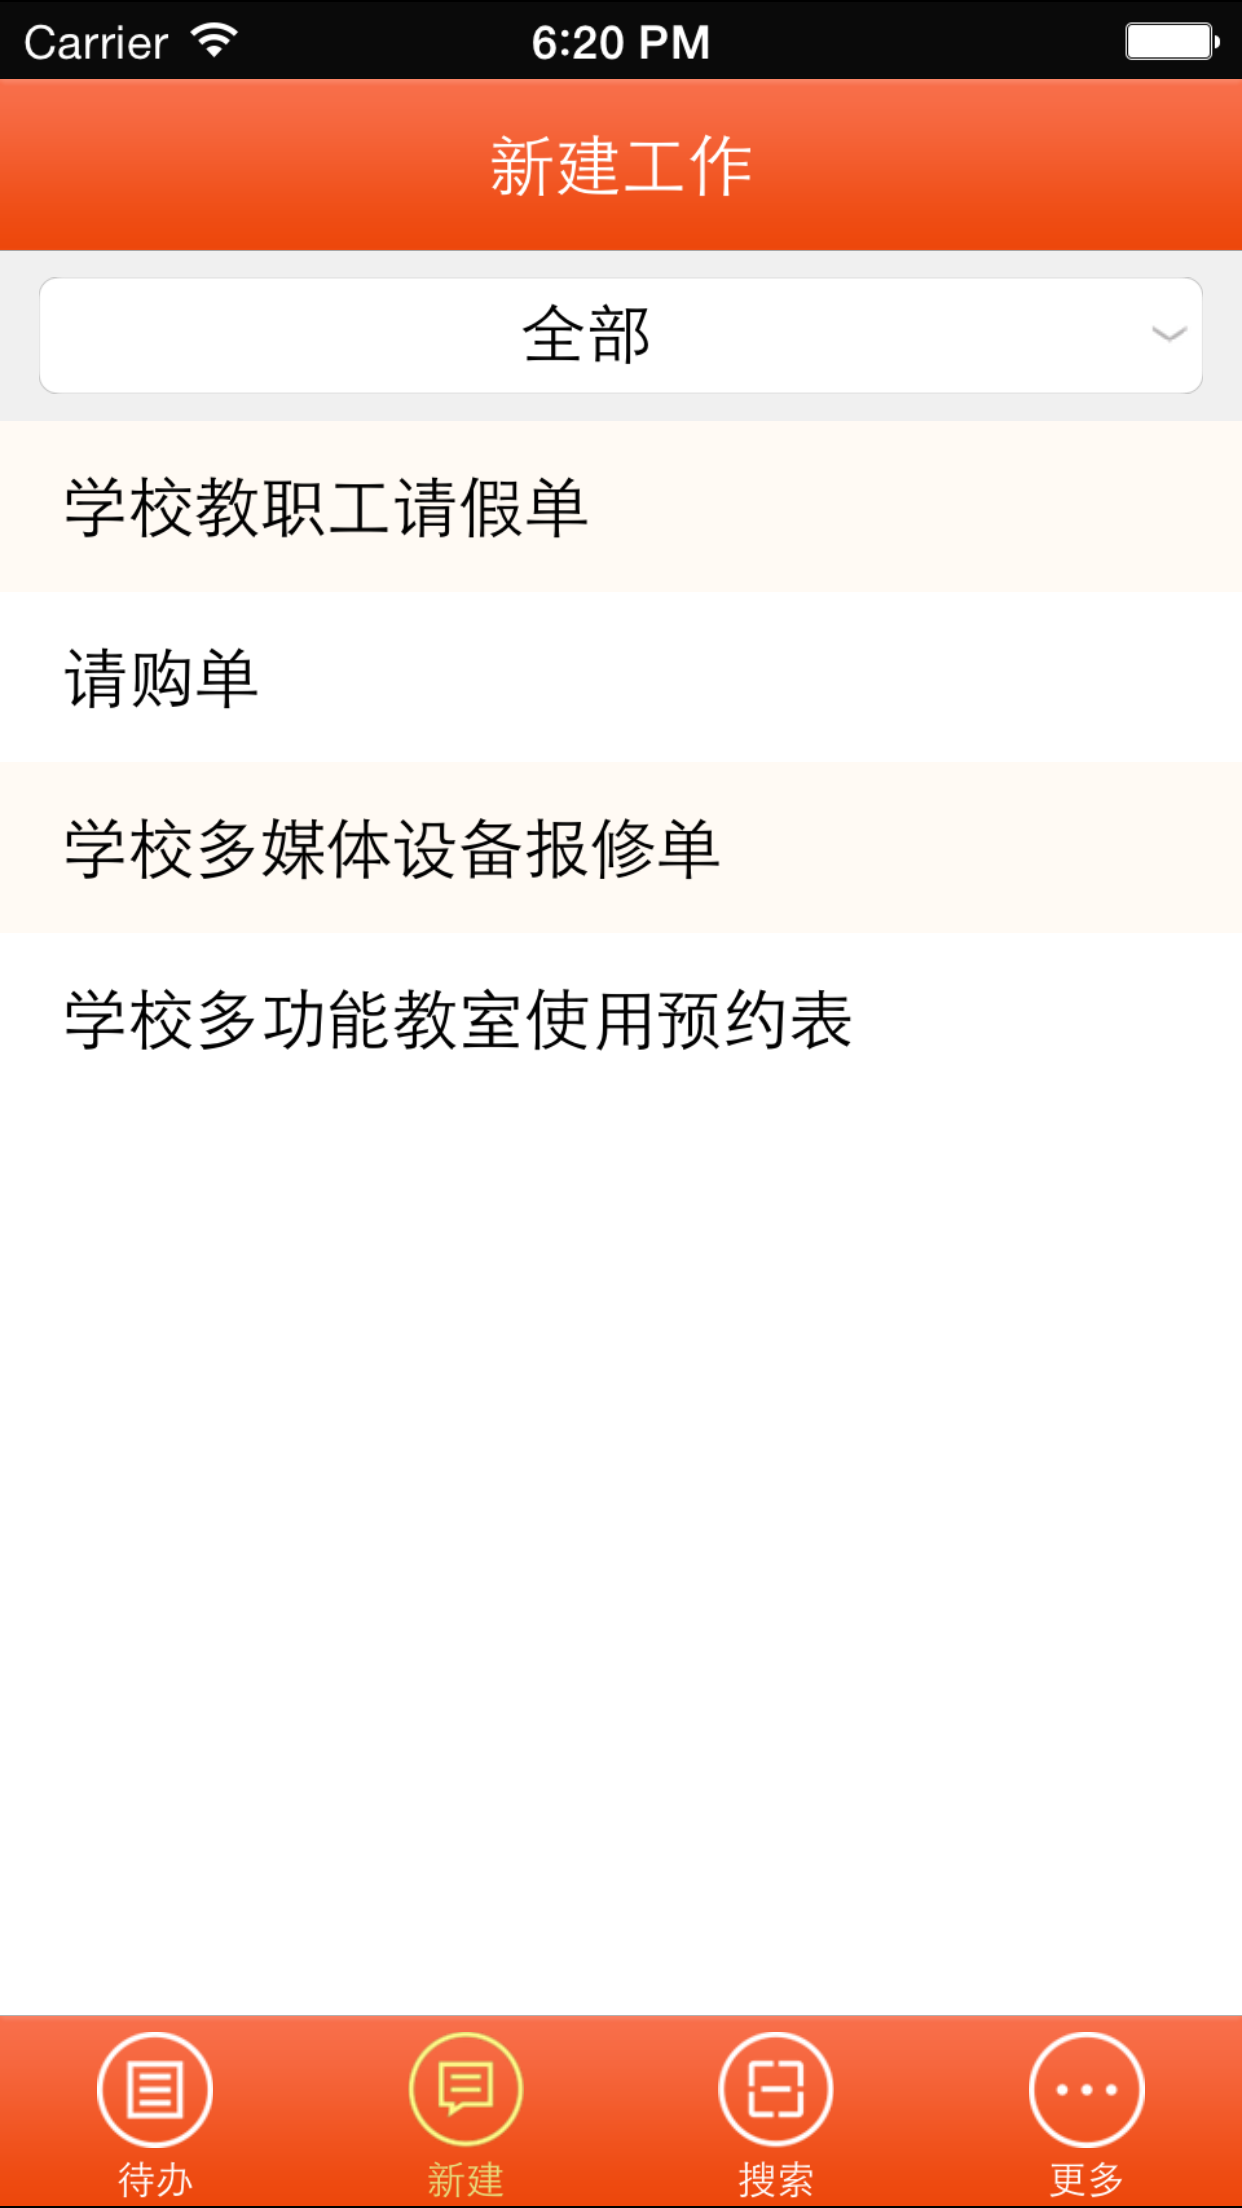 Carrier 6:20 PM
新建工作
全部
学校教职工请假单
请购单
学校多媒体设备报修单
学校多功能教室使用预约表
待办 新建 搜索 更多